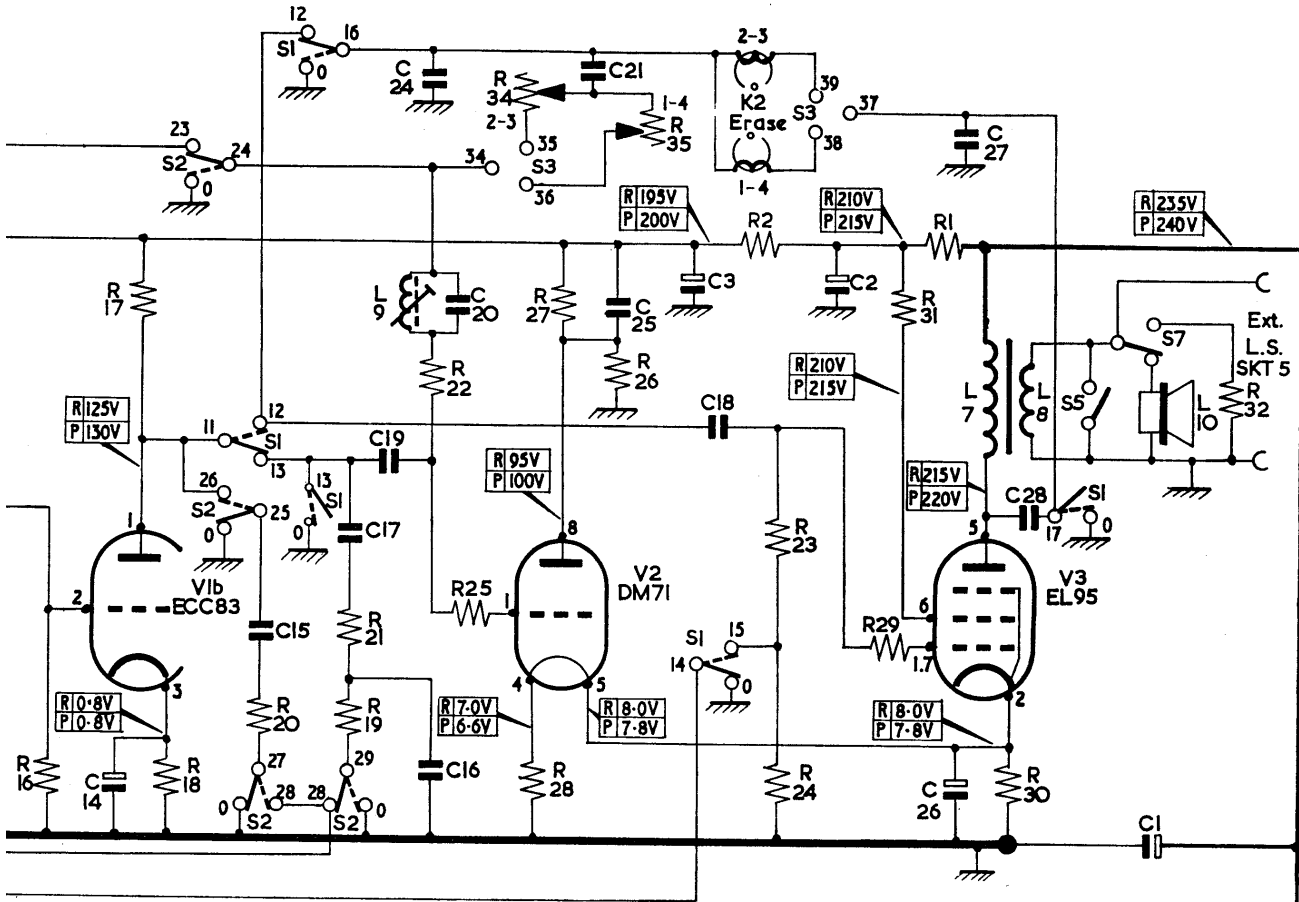 12
S1
16
0
C
24
C21
R
34
2-3
1-4
R
35
2-3
K2
Erase
1-4
39
S3
38
37
C
27
23
S2
24
0
34
35
S3
36
R 195V
P 200V
R2
R 210V
P 215V
R1
R 235V
P 240V
R
17
L
9
C
20
R
27
C
25
C3
C2
R
31
R
22
R
26
R 210V
P 215V
L
7
L
8
S5
S7
L
10
Ext.
L.S.
SKT 5
R
32
R 125V
P 130V
11
12
S1
13
C19
C18
26
S2
25
0
13
S1
0
C17
R 95V
P 100V
R
23
R 215V
P 220V
C28
S1
17
0
1
2
3
V1b
ECC83
C15
R
21
R25
8
1
4
5
V2
DM71
S1
14
15
0
R29
5
6
1.7
2
V3
EL95
R 0·8V
P 0·8V
R
20
R
19
R 7·0V
P 6·6V
R 8·0V
P 7·8V
R 8·0V
P 7·8V
R
16
C
14
R
18
27
0
28
S2
29
28
0
S2
C16
R
28
R
24
C
26
R
30
C1